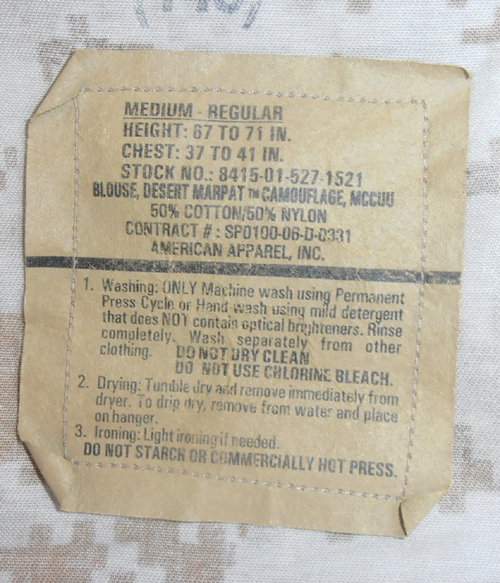 MEDIUM - REGULAR
HEIGHT: 67 TO 71 IN.
CHEST: 37 TO 41 IN.
STOCK NO.: 8415-01-527-1521
BLOUSE, DESERT MARPAT™ CAMOUFLAGE, MCCUU
50% COTTON/50% NYLON
CONTRACT #: SP0100-06-D-0331
AMERICAN APPAREL, INC.
1. Washing: ONLY Machine wash using Permanent
Press Cycle or Hand wash using mild detergent
that does NOT contain optical brighteners. Rinse
completely. Wash separately from other
clothing. DO NOT DRY CLEAN
DO NOT USE CHLORINE BLEACH.
2. Drying: Tumble dry and remove immediately from
dryer. To drip dry, remove from water and place
on hanger.
3. Ironing: Light ironing if needed.
DO NOT STARCH OR COMMERCIALLY HOT PRESS.